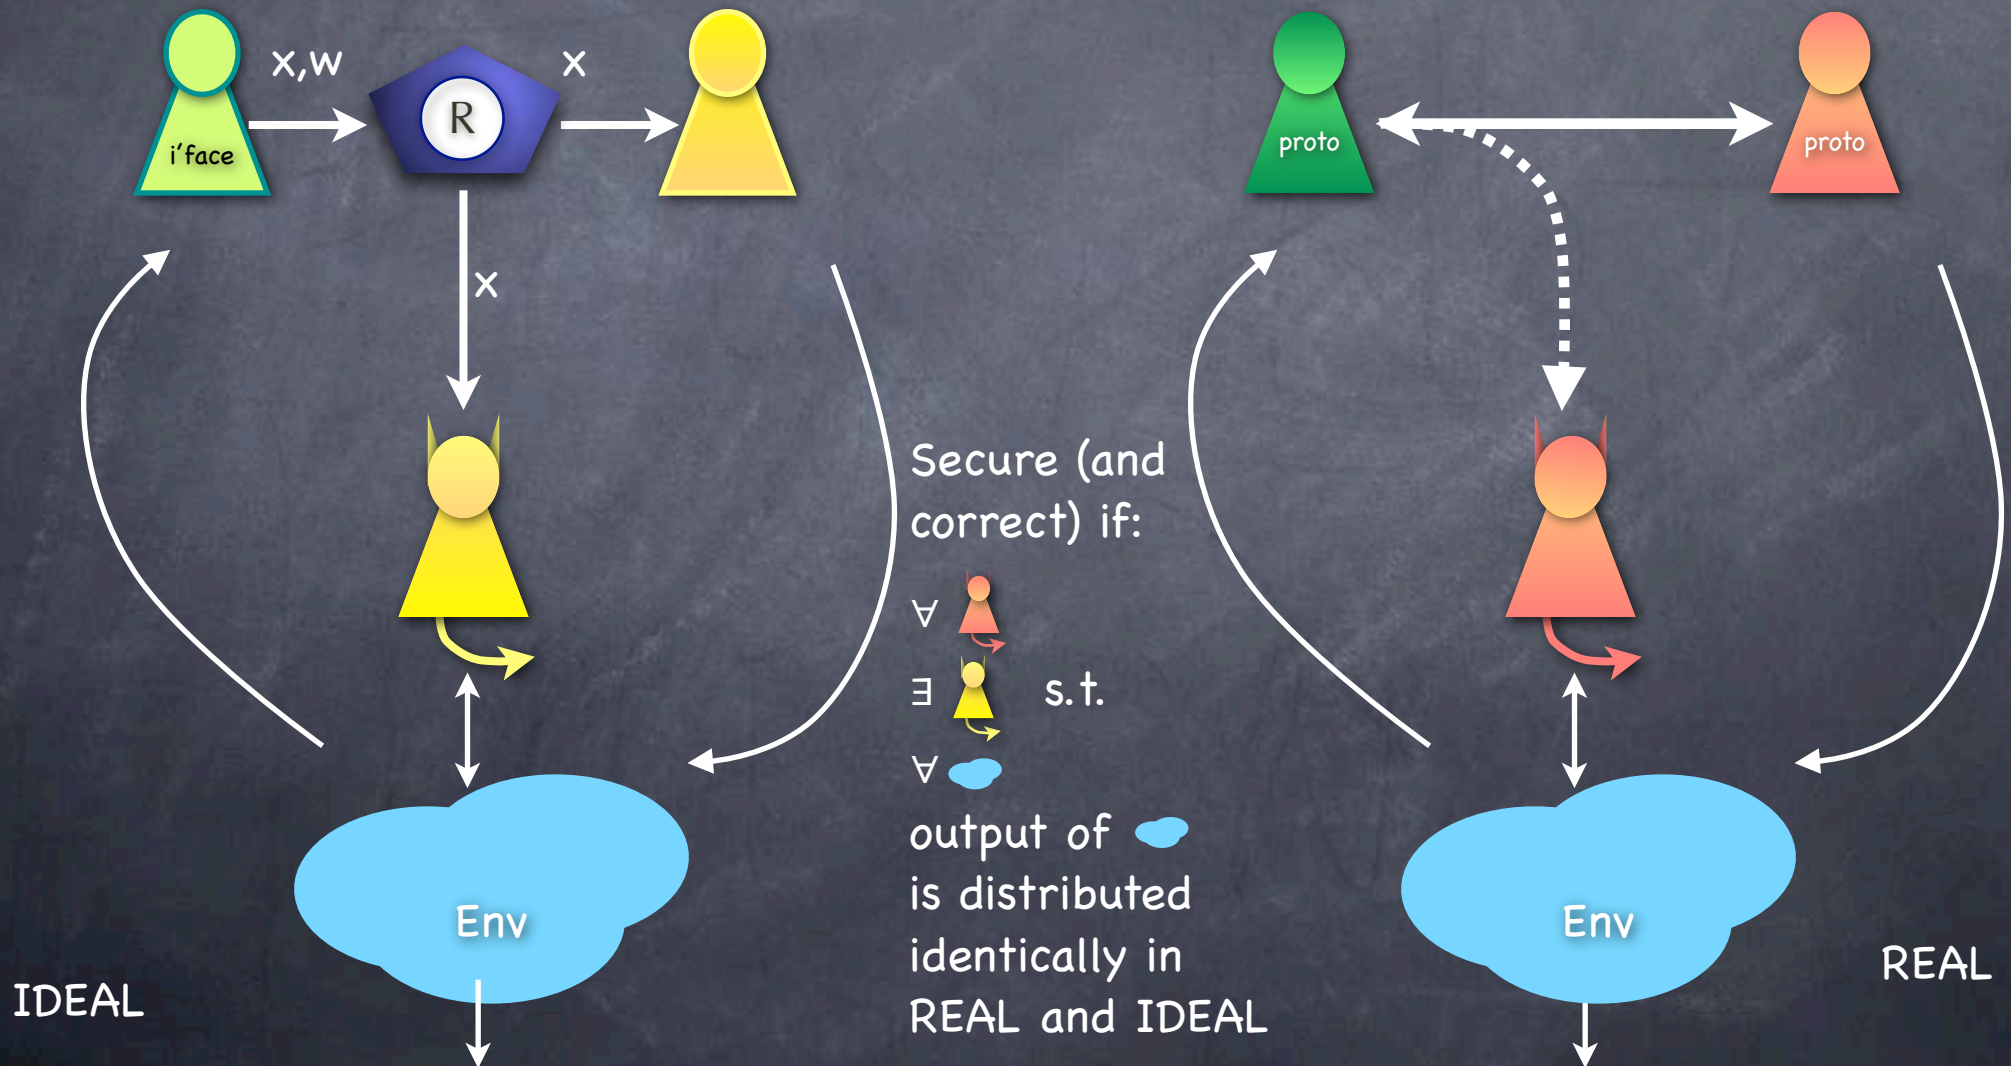 x,w
x
R
i'face
x
IDEAL
Env
Secure (and
correct) if:
∀
∃ s.t.
∀
output of
is distributed
identically in
REAL and IDEAL
proto
proto
Env
REAL